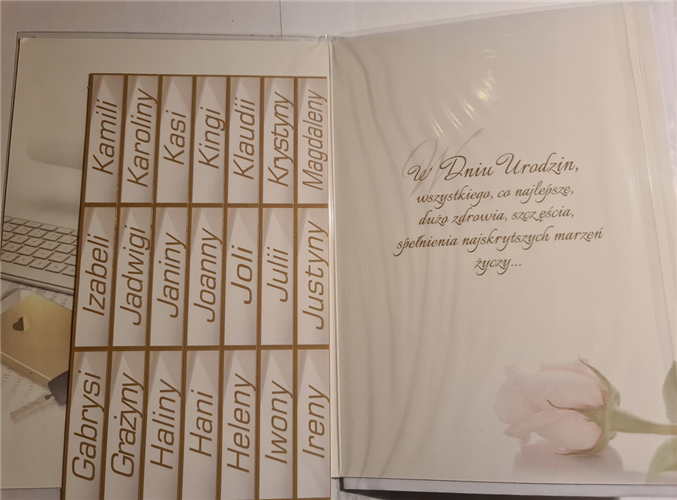 Kamili
Karoliny
Kasi
Kingi
Klaudii
Krystyny
Magdaleny
Izabeli
Jadwigi
Janiny
Joanny
Joli
Julii
Justyny
Gabrysi
Grażyny
Haliny
Hani
Heleny
Iwony
Ireny
W Dniu Urodzin,
wszystkiego, co najlepsze,
dużo zdrowia, szczęścia,
spełnienia najskrytszych marzeń
życzy...